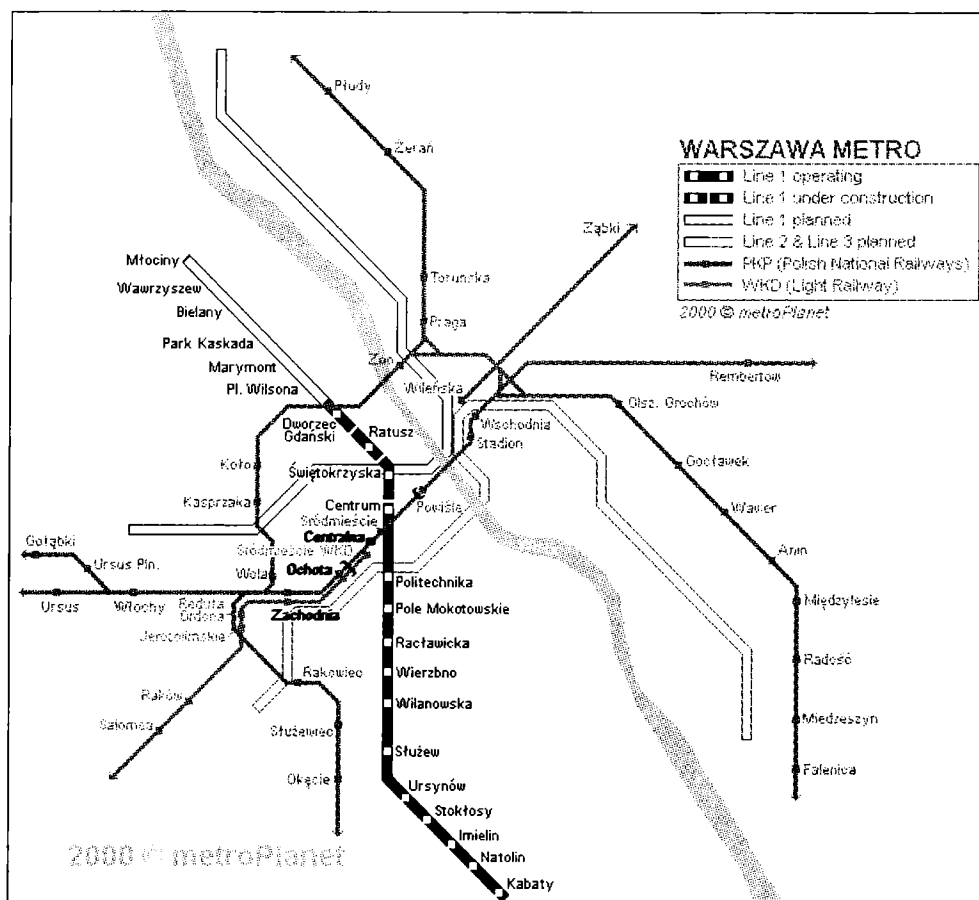 Płudy
Żerań
WARSZAWA METRO
Line 1 operating
Line 1 under construction
Line 1 planned
Line 2 & Line 3 planned
PKP (Polish National Railways)
WKD (Light Railway)
2000 © metroPlanet
Ząbki
Młociny
Wawrzyszew
Bielany
Park Kaskada
Marymont
Pl. Wilsona
Toruńska
Praga
Zoo
Wileńska
Rembertow
Olsz. Grochów
Dworzec
Gdański
Ratusz
Wschodnia
Stadion
Koło
Świętokrzyska
Gocławek
Kasprzaka
Centrum
Powiśle
Wawer
Śródmieście
Centralna
Gołąbki
Śródmieście WKD
Anin
Ursus Płn.
Ochota
Wola
Politechnika
Ursus
Włochy
Reduta
Ordona
Zachodnia
Pole Mokotowskie
Międzylesie
Jerozolimskie
Racławicka
Rakowiec
Wierzbno
Radość
Raków
Wilanowska
Salomea
Służewiec
Miedzeszyn
Służew
Okęcie
Falenica
Ursynów
Stokłosy
Imielin
Natolin
Kabaty
2000 © metroPlanet